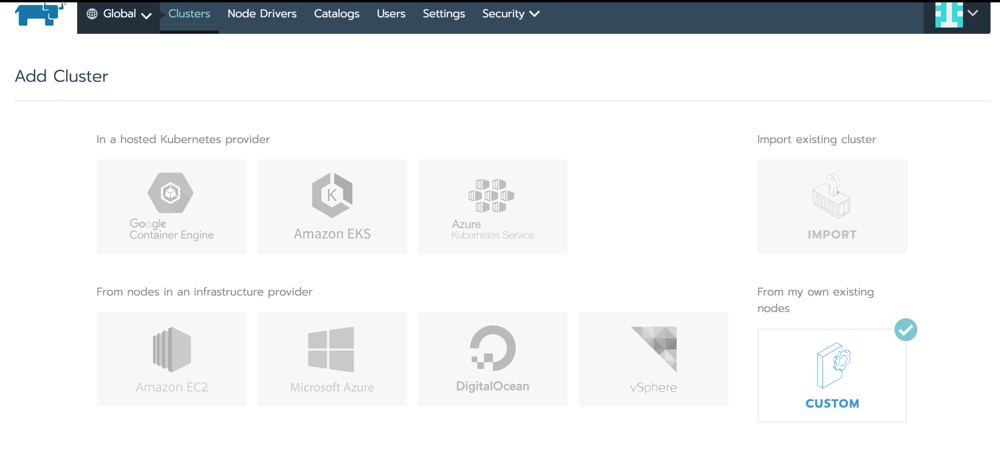 Global Clusters Node Drivers Catalogs Users Settings Security
Add Cluster
In a hosted Kubernetes provider
Google
Container Engine
K
Amazon EKS
Azure
Kubernetes Service
Import existing cluster
IMPORT
From nodes in an infrastructure provider
Amazon EC2
Microsoft Azure
DigitalOcean
vSphere
From my own existing
nodes
CUSTOM